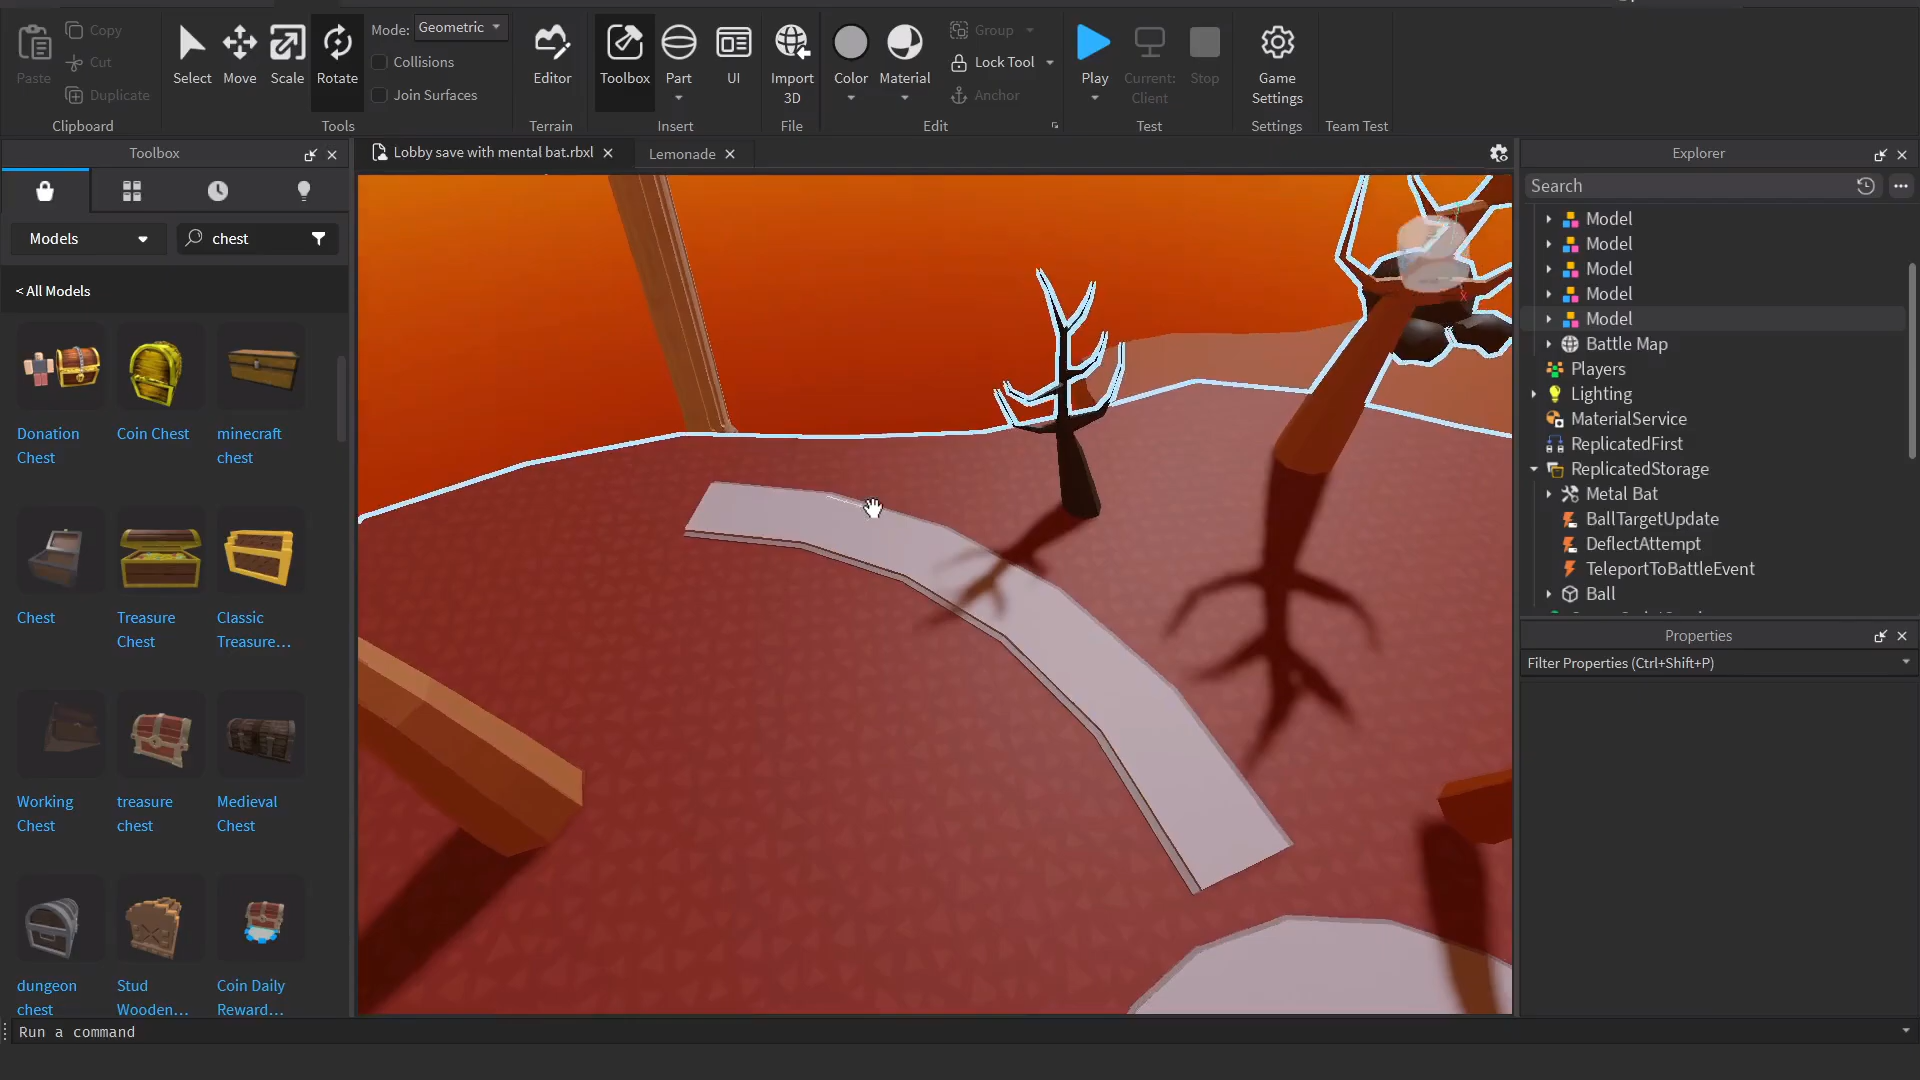 Paste
Copy
Cut
Duplicate
Clipboard
Select
Move
Scale
Rotate
Mode: Geometric
Collisions
Join Surfaces
Tools
Editor
Terrain
Toolbox
Part
UI
Insert
Import
3D
File
Color
Material
Group
Lock Tool
Anchor
Edit
Play
Current:
Client
Stop
Test
Game
Settings
Settings
Team Test
Toolbox
Lobby save with mental bat.rbxl
Lemonade
Explorer
Models
chest
< All Models
Donation
Chest
Coin Chest
minecraft
chest
Chest
Treasure
Chest
Classic
Treasure...
Working
Chest
treasure
chest
Medieval
Chest
dungeon
chest
Stud
Wooden...
Coin Daily
Reward...
Search
Model
Model
Model
Model
Model
Battle Map
Players
Lighting
MaterialService
ReplicatedFirst
ReplicatedStorage
Metal Bat
BallTargetUpdate
DeflectAttempt
TeleportToBattleEvent
Ball
Properties
Filter Properties (Ctrl+Shift+P)
Run a command